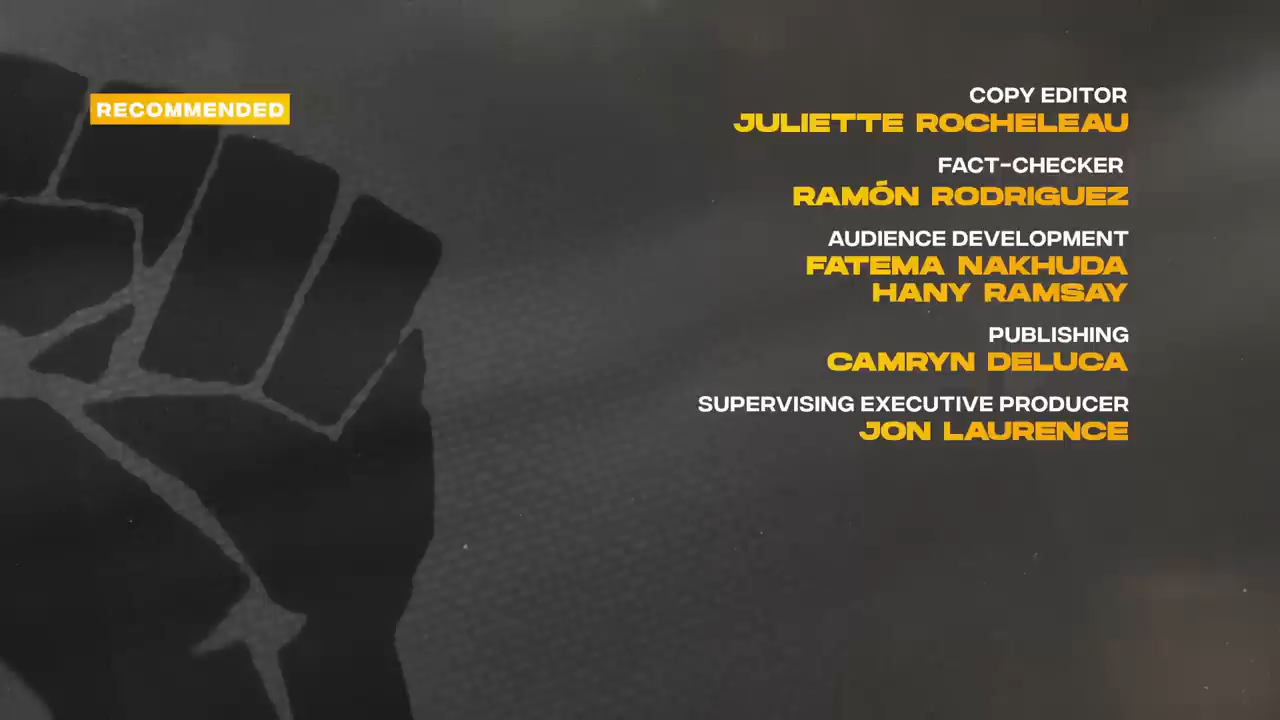 RECOMMENDED
COPY EDITOR
JULIETTE ROCHELEAU
FACT-CHECKER
RAMÓN RODRIGUEZ
AUDIENCE DEVELOPMENT
FATEMA NAKHUDA
HANY RAMSAY
PUBLISHING
CAMRYN DELUCA
SUPERVISING EXECUTIVE PRODUCER
JON LAURENCE